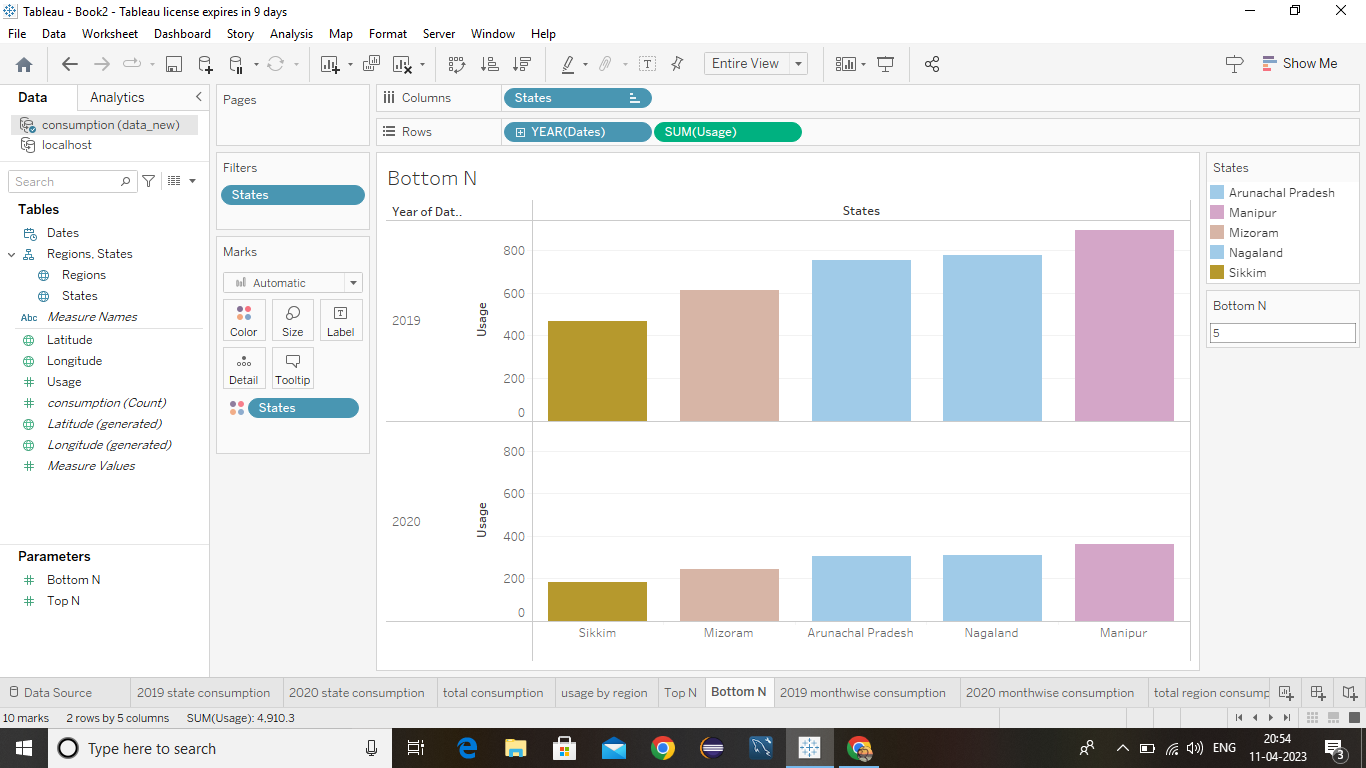 Tableau - Book2 - Tableau license expires in 9 days
File Data Worksheet Dashboard Story Analysis Map Format Server Window Help
Entire View
Show Me
Data Analytics
consumption (data_new)
localhost
Search
Tables
Dates
Regions, States
Regions
States
Abc Measure Names
Latitude
Longitude
Usage
consumption (Count)
Latitude (generated)
Longitude (generated)
Measure Values
Parameters
Bottom N
Top N
Pages
Filters
States
Marks
Automatic
Color Size Label
Detail Tooltip
States
Columns States
Rows YEAR(Dates) SUM(Usage)
Bottom N
Year of Dat..
States
2019
Usage
800
600
400
200
0
2020
Usage
800
600
400
200
0
Sikkim Mizoram Arunachal Pradesh Nagaland Manipur
States
Arunachal Pradesh
Manipur
Mizoram
Nagaland
Sikkim
Bottom N
5
Data Source 2019 state consumption 2020 state consumption total consumption usage by region Top N Bottom N 2019 monthwise consumption 2020 monthwise consumption total region consump
10 marks 2 rows by 5 columns SUM(Usage): 4,910.3
Type here to search
ENG
20:54
11-04-2023
3